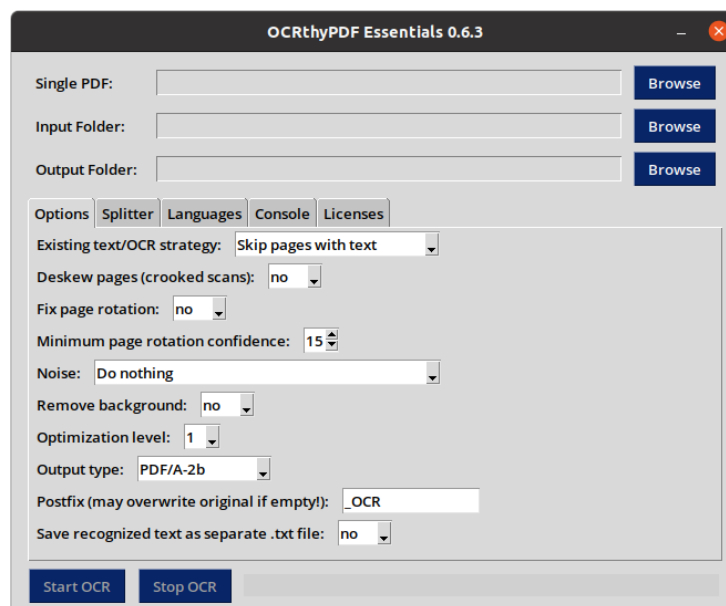 OCRthyPDF Essentials 0.6.3
Single PDF: Browse
Input Folder: Browse
Output Folder: Browse
Options Splitter Languages Console Licenses
Existing text/OCR strategy: Skip pages with text
Deskew pages (crooked scans): no
Fix page rotation: no
Minimum page rotation confidence: 15
Noise: Do nothing
Remove background: no
Optimization level: 1
Output type: PDF/A-2b
Postfix (may overwrite original if empty!): _OCR
Save recognized text as separate .txt file: no
Start OCR Stop OCR